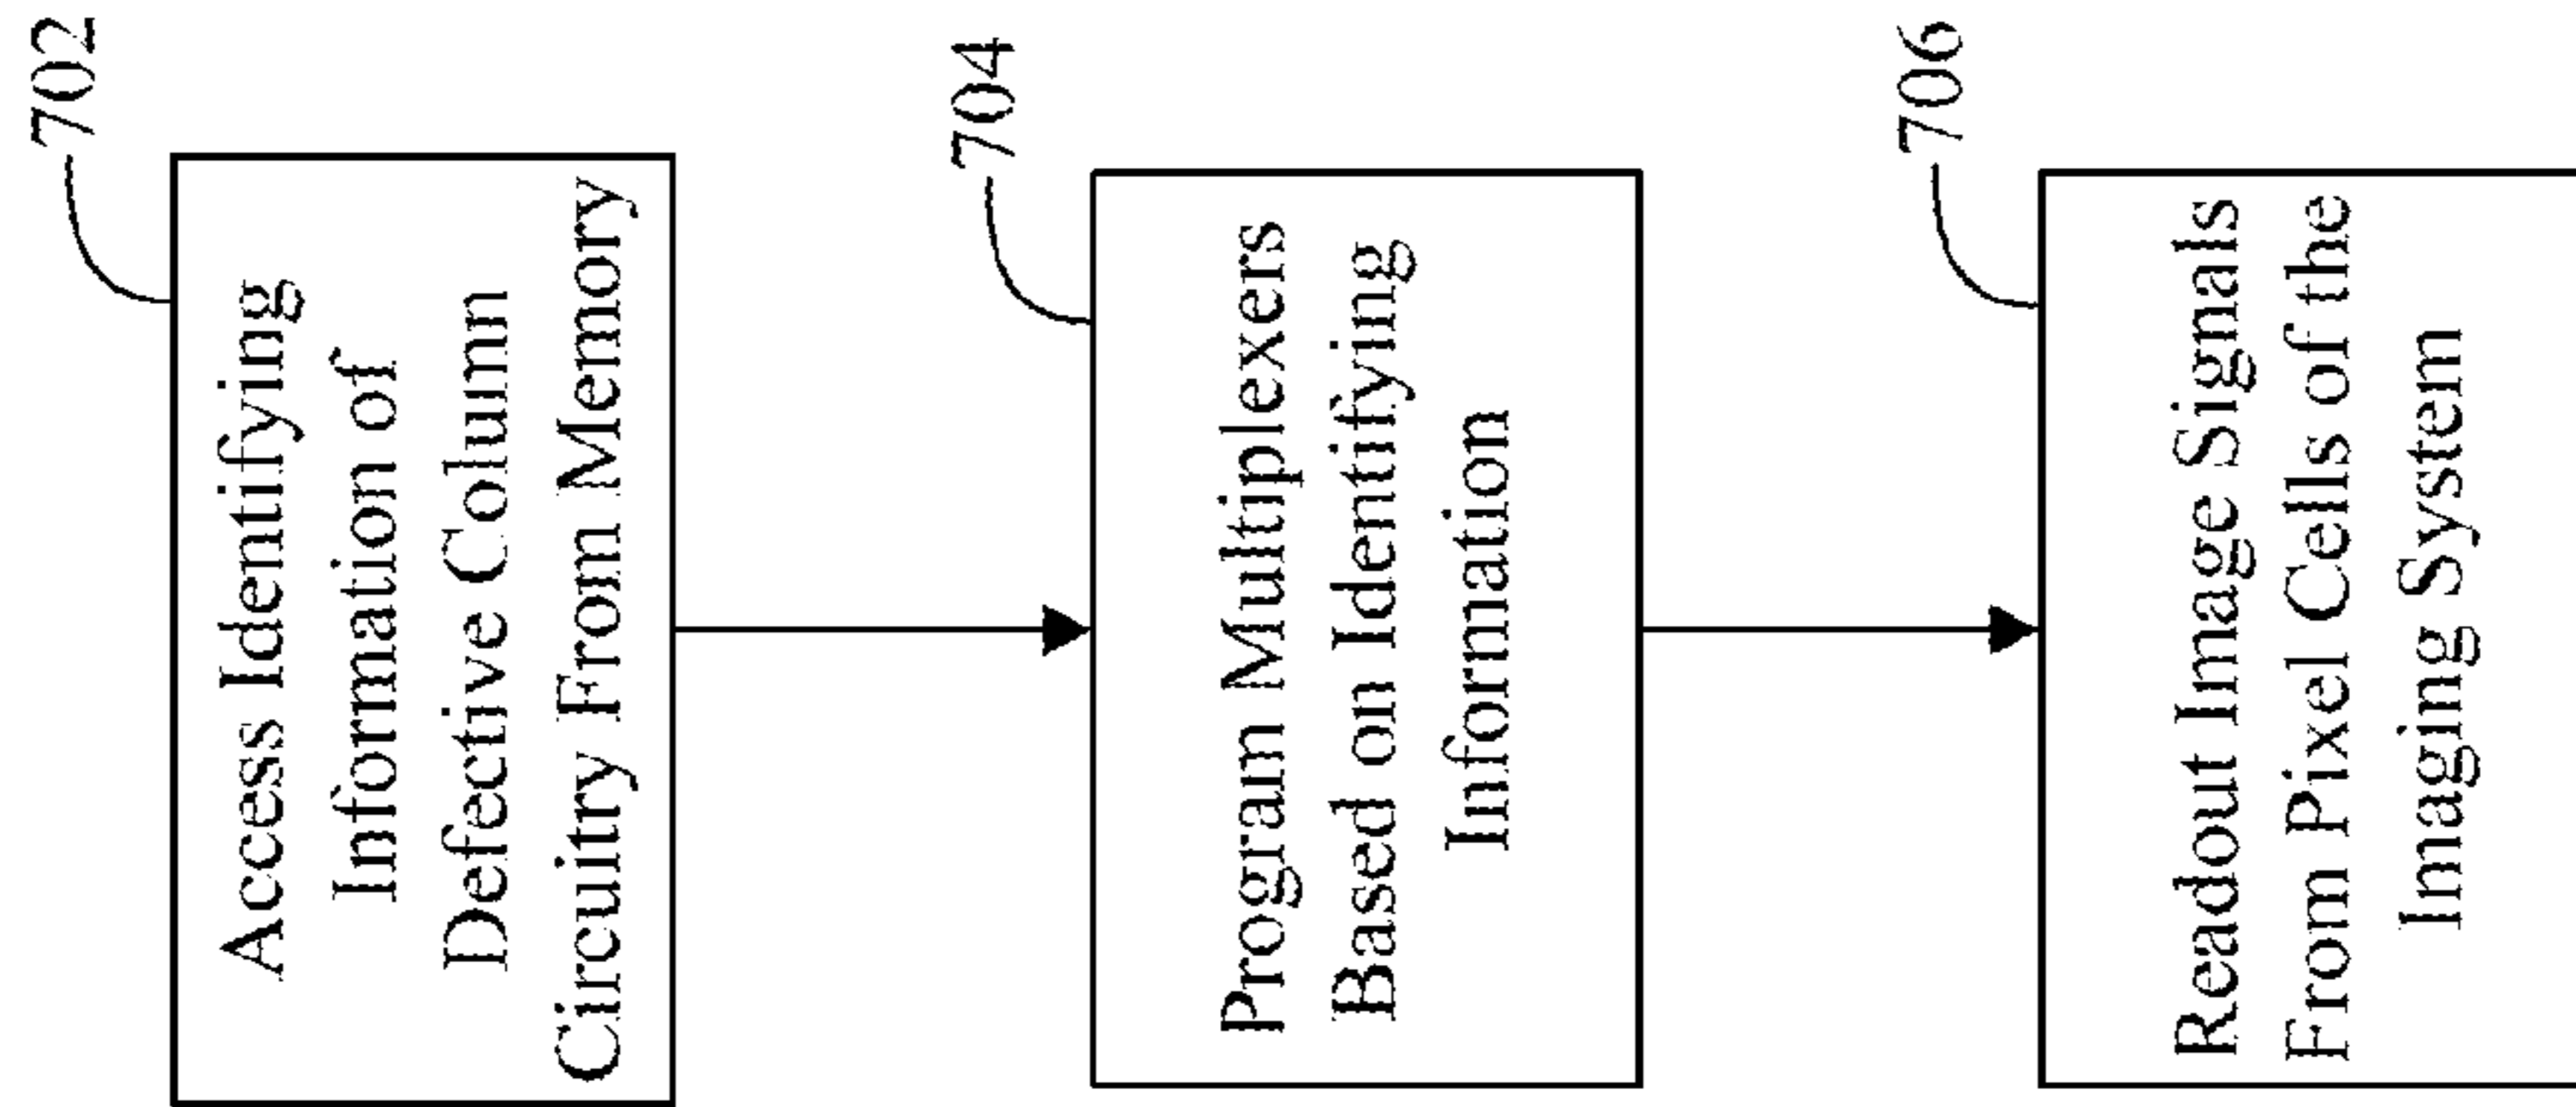 702
Access Identifying
Information of
Defective Column
Circuitry From Memory
704
Program Multiplexers
Based on Identifying
Information
706
Readout Image Signals
From Pixel Cells of the
Imaging System